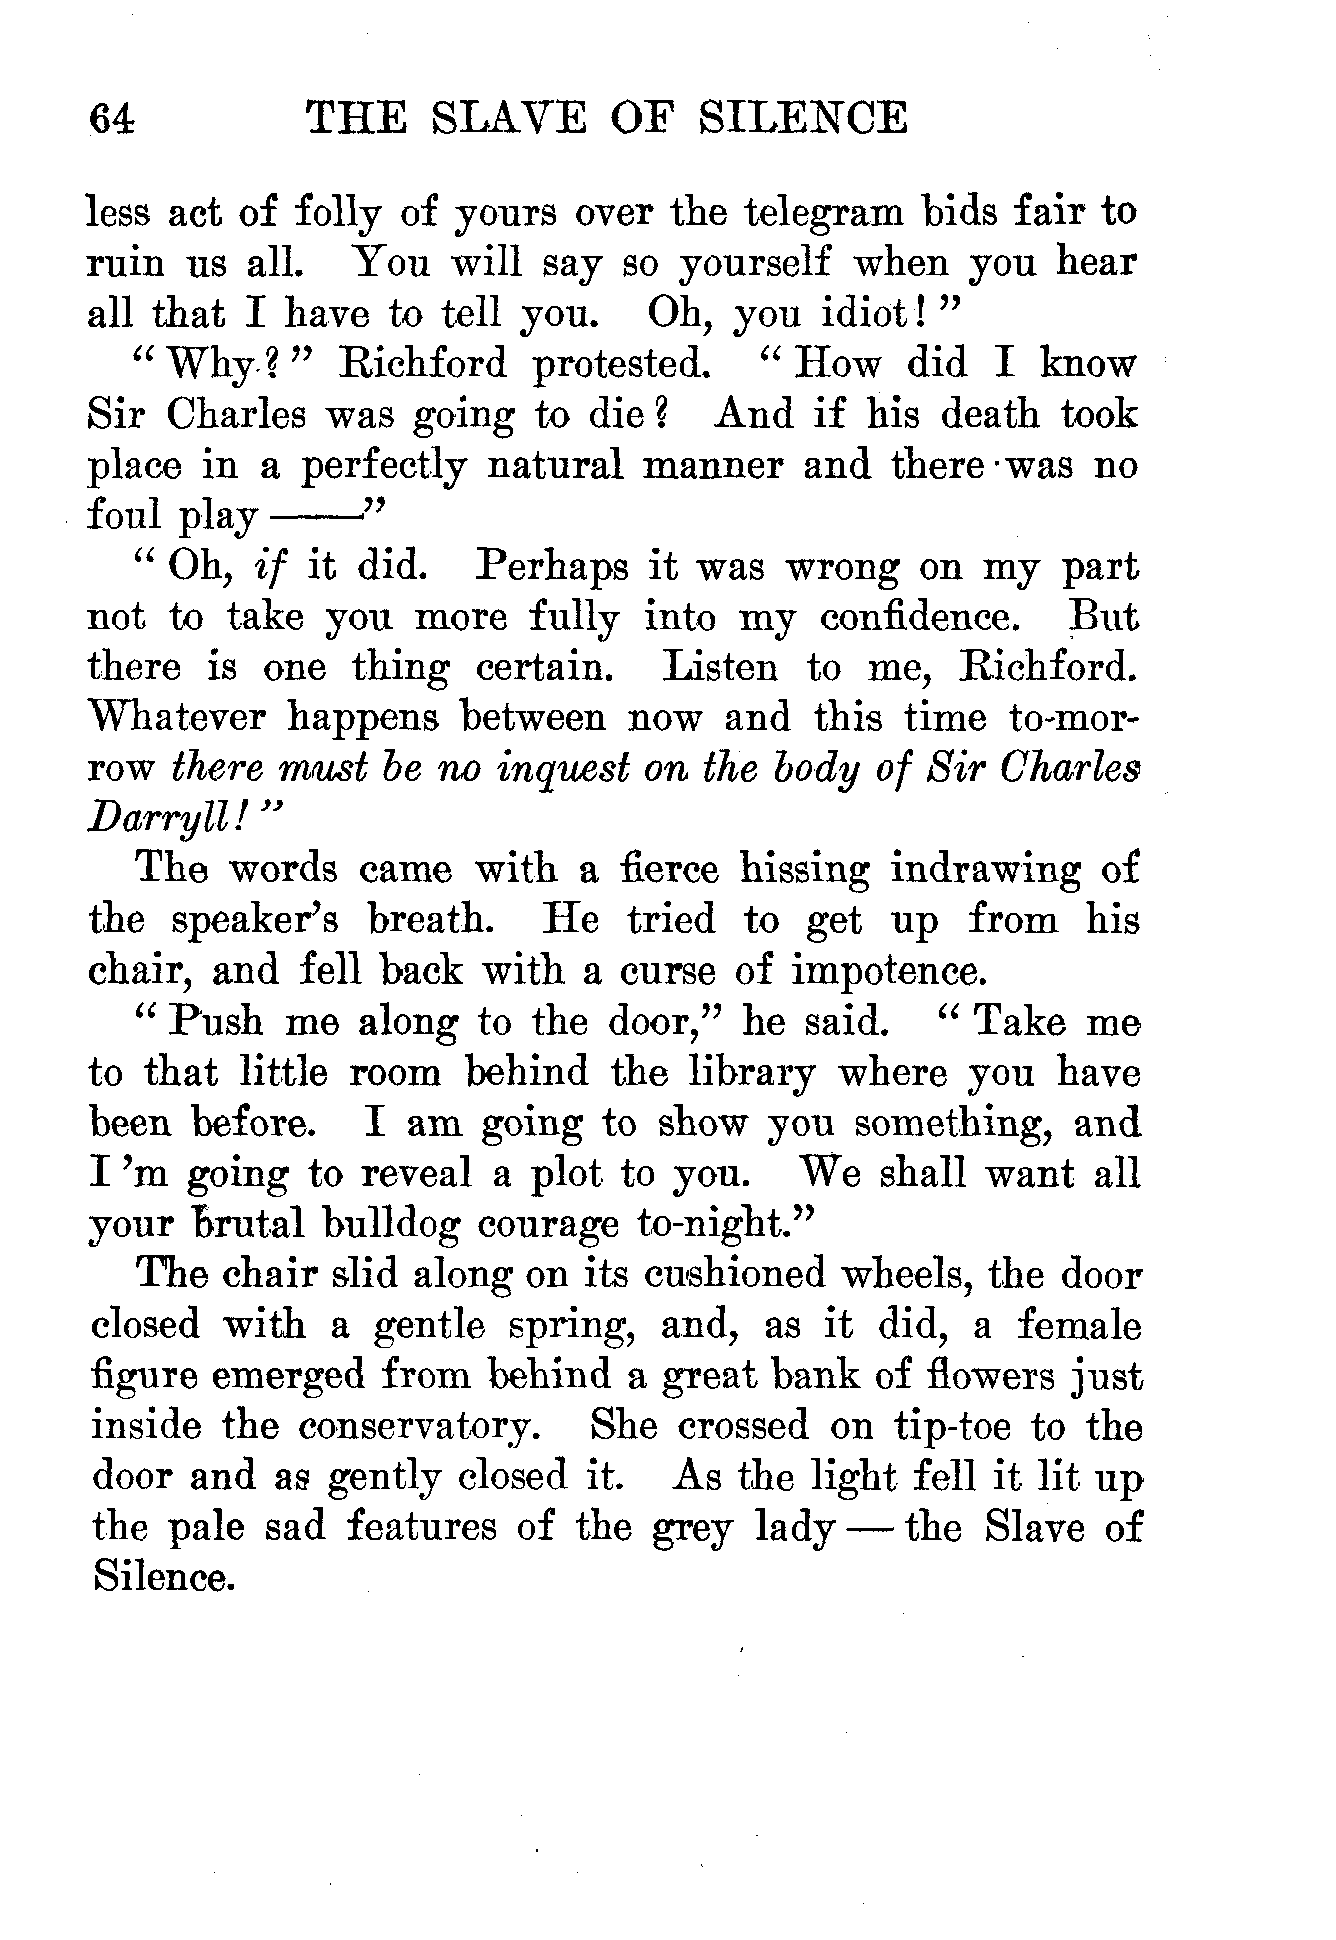 64 THE SLAVE OF SILENCE
less act of folly of yours over the telegram bids fair to
ruin us all. You will say so yourself when you hear
all that I have to tell you. Oh, you idiot!”
“Why?” Richford protested. “How did I know
Sir Charles was going to die? And if his death took
place in a perfectly natural manner and there was no
foul play ——”
“Oh, if it did. Perhaps it was wrong on my part
not to take you more fully into my confidence. But
there is one thing certain. Listen to me, Richford.
Whatever happens between now and this time to-mor-
row there must be no inquest on the body of Sir Charles
Darryll!”
The words came with a fierce hissing indrawing of
the speaker’s breath. He tried to get up from his
chair, and fell back with a curse of impotence.
“Push me along to the door,” he said. “Take me
to that little room behind the library where you have
been before. I am going to show you something, and
I’m going to reveal a plot to you. We shall want all
your brutal bulldog courage to-night.”
The chair slid along on its cushioned wheels, the door
closed with a gentle spring, and, as it did, a female
figure emerged from behind a great bank of flowers just
inside the conservatory. She crossed on tip-toe to the
door and as gently closed it. As the light fell it lit up
the pale sad features of the grey lady — the Slave of
Silence.